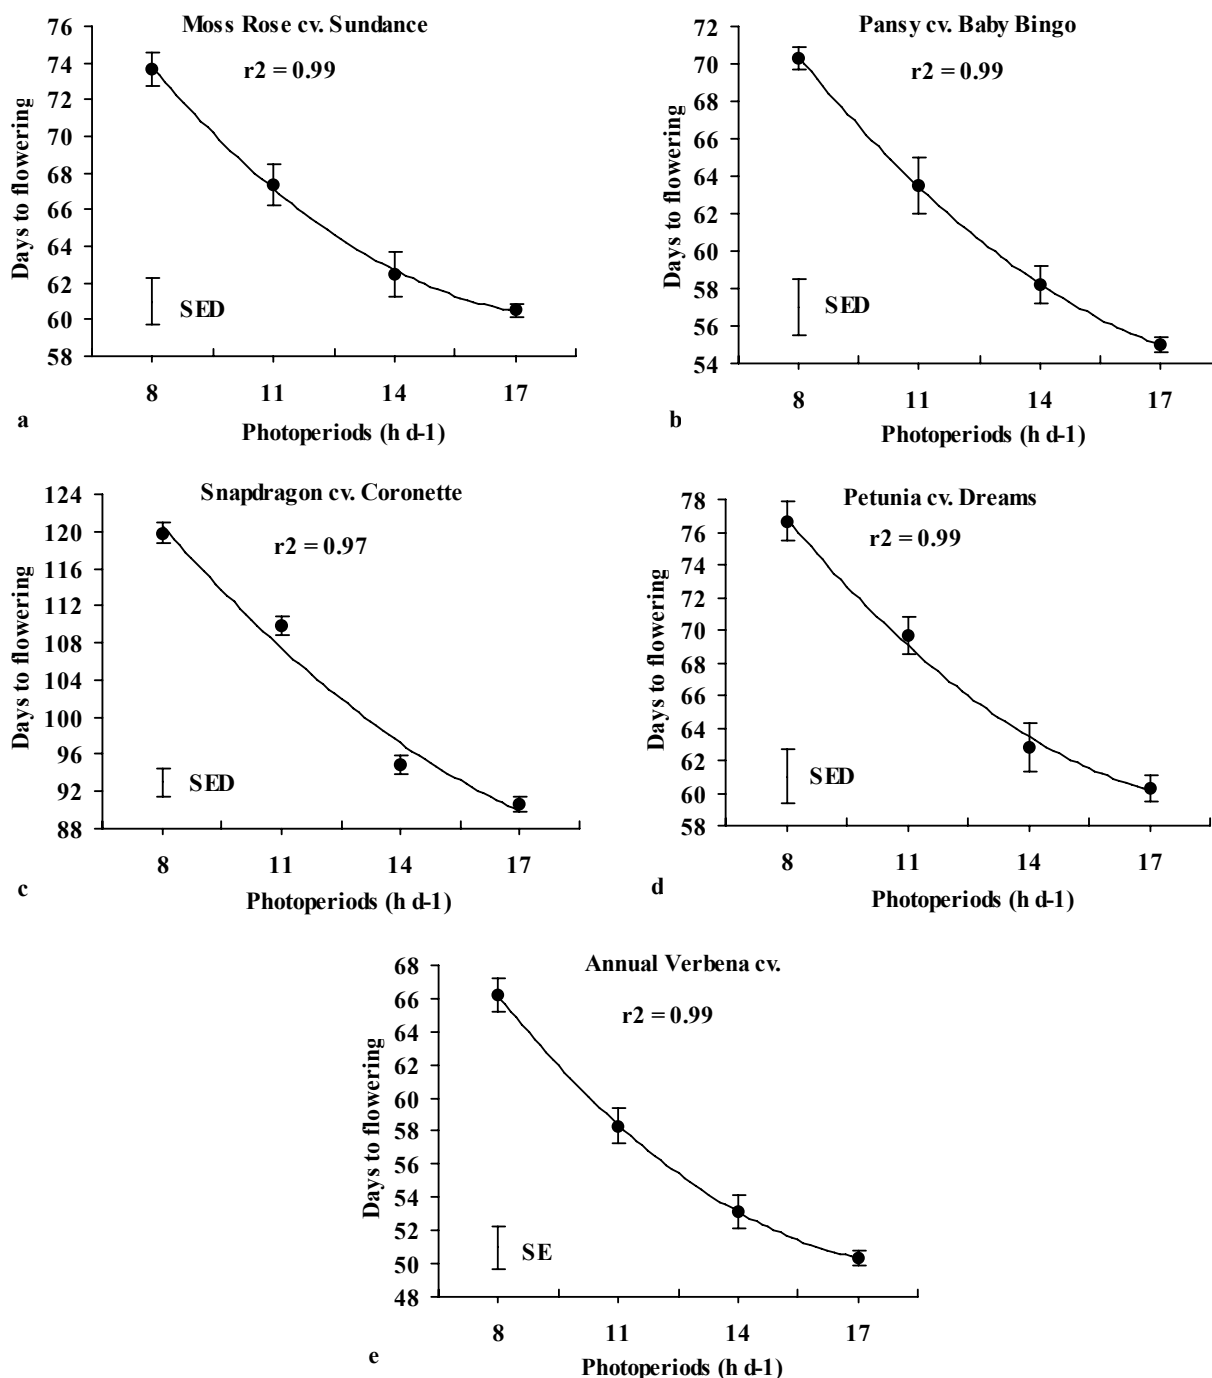 Moss Rose cv. Sundance
r2 = 0.99
Days to flowering
76
74
72
70
68
66
64
62
60
58
SED
8 11 14 17
Photoperiods (h d-1)
a
Pansy cv. Baby Bingo
r2 = 0.99
Days to flowering
72
70
68
66
64
62
60
58
56
54
SED
8 11 14 17
Photoperiods (h d-1)
b
Snapdragon cv. Coronette
r2 = 0.97
Days to flowering
124
120
116
112
108
104
100
96
92
88
SED
8 11 14 17
Photoperiods (h d-1)
c
Petunia cv. Dreams
r2 = 0.99
Days to flowering
78
76
74
72
70
68
66
64
62
60
58
SED
8 11 14 17
Photoperiods (h d-1)
d
Annual Verbena cv.
r2 = 0.99
Days to flowering
68
66
64
62
60
58
56
54
52
50
48
SE
8 11 14 17
Photoperiods (h d-1)
e